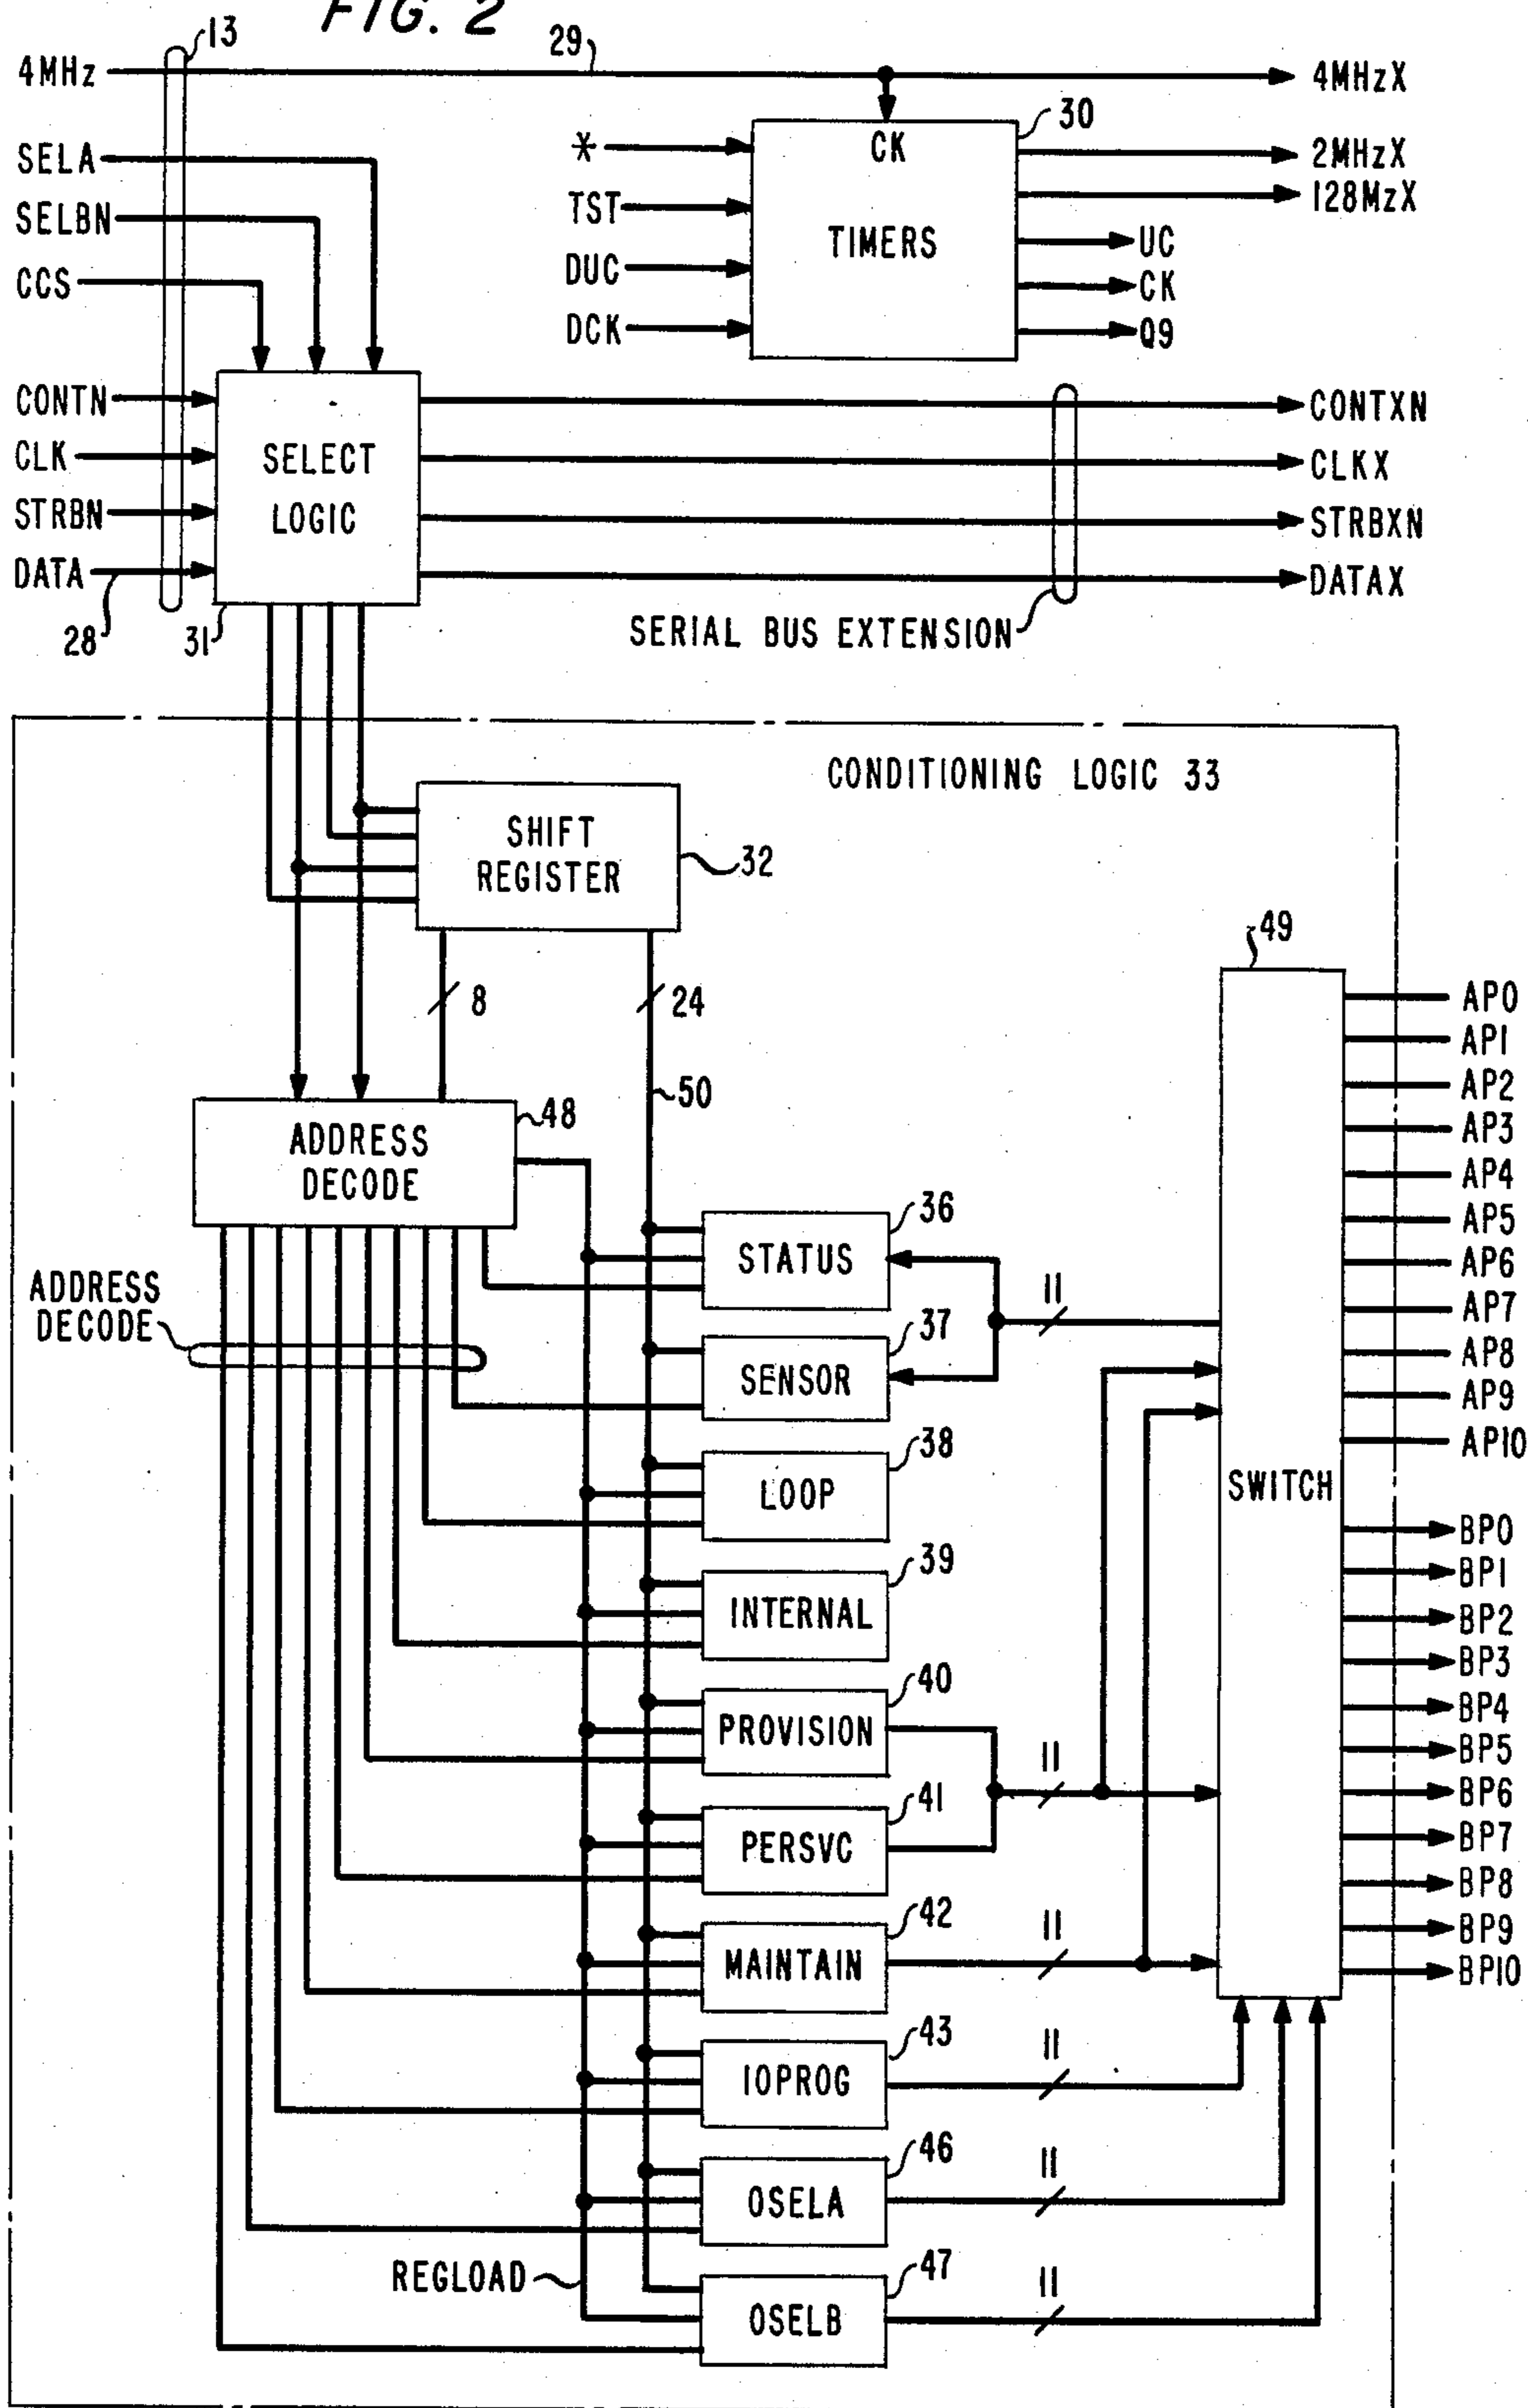 FIG. 2
13
29
4MHz
4MHzX
30
SELA
*
CK
2MHzX
SELBN
TST
128MzX
TIMERS
UC
CCS
DUC
CK
DCK
Q9
CONTN
CONTXN
CLK
SELECT
LOGIC
CLKX
STRBN
STRBXN
DATA
DATAX
28
31
SERIAL BUS EXTENSION
CONDITIONING LOGIC 33
SHIFT
REGISTER
32
49
8
24
50
48
ADDRESS
DECODE
ADDRESS
DECODE
36
STATUS
11
37
SENSOR
38
LOOP
39
INTERNAL
40
PROVISION
11
41
PERSVC
42
MAINTAIN
11
43
IOPROG
11
46
OSELA
11
REGLOAD
47
OSELB
11
SWITCH
AP0
AP1
AP2
AP3
AP4
AP5
AP6
AP7
AP8
AP9
AP10
BP0
BP1
BP2
BP3
BP4
BP5
BP6
BP7
BP8
BP9
BP10